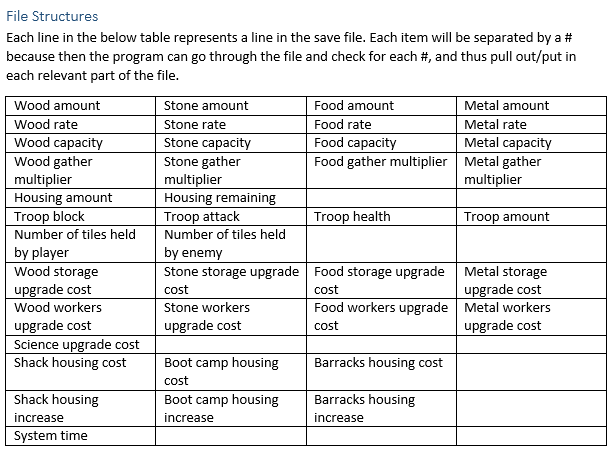 File Structures
Each line in the below table represents a line in the save file. Each item will be separated by a #
because then the program can go through the file and check for each #, and thus pull out/put in
each relevant part of the file.
Wood amount Stone amount Food amount Metal amount
Wood rate Stone rate Food rate Metal rate
Wood capacity Stone capacity Food capacity Metal capacity
Wood gather Stone gather Food gather multiplier Metal gather
multiplier multiplier multiplier
Housing amount Housing remaining
Troop block Troop attack Troop health Troop amount
Number of tiles held Number of tiles held
by player by enemy
Wood storage Stone storage upgrade Food storage upgrade Metal storage
upgrade cost cost cost upgrade cost
Wood workers Stone workers Food workers upgrade Metal workers
upgrade cost upgrade cost cost upgrade cost
Science upgrade cost
Shack housing cost Boot camp housing Barracks housing cost
cost
Shack housing Boot camp housing Barracks housing
increase increase increase
System time